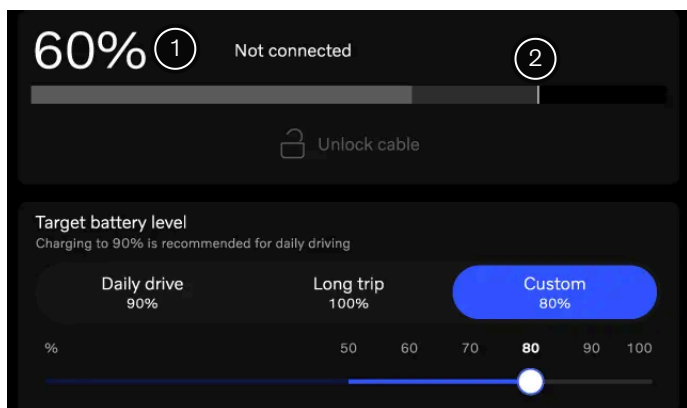 60% 1 Not connected 2
Unlock cable
Target battery level
Charging to 90% is recommended for daily driving
Daily drive Long trip Custom
90% 100% 80%
% 50 60 70 80 90 100